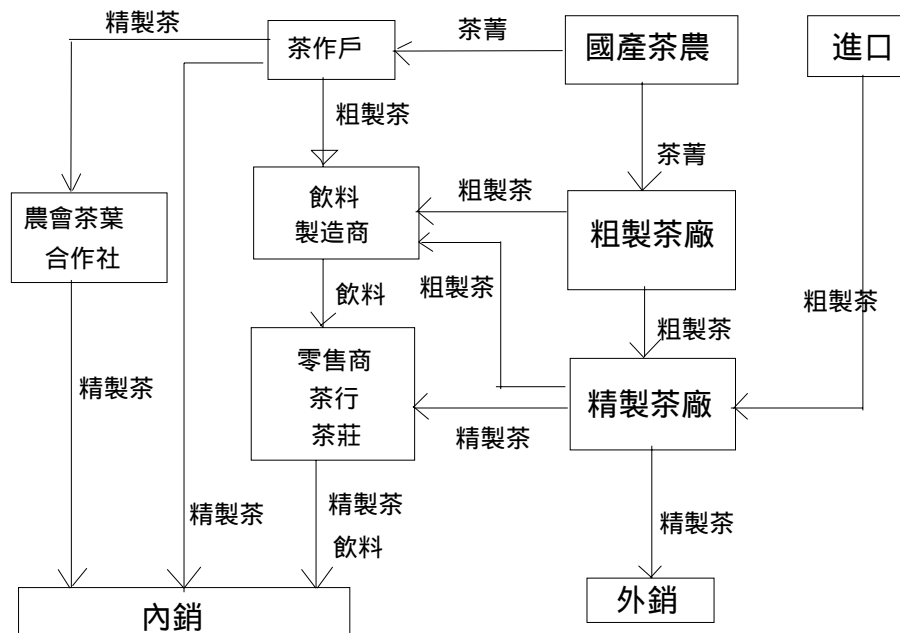 精製茶
茶作戶
茶菁
國產茶農
進口
粗製茶
茶菁
農會茶葉
合作社
飲料
製造商
粗製茶
粗製茶廠
粗製茶
飲料
粗製茶
粗製茶
精製茶
零售商
茶行
茶莊
精製茶
精製茶廠
精製茶
精製茶
飲料
精製茶
內銷
外銷